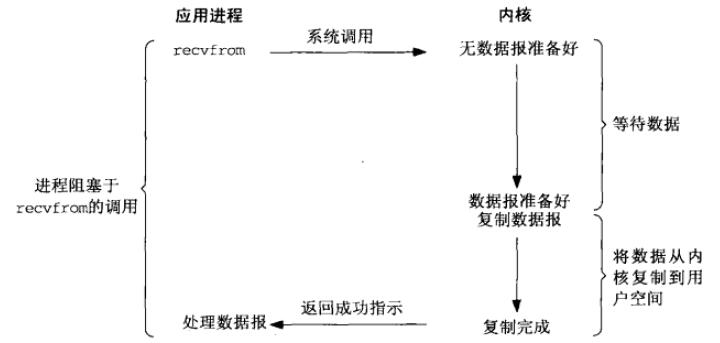 应用进程
内核
recvfrom
系统调用
无数据报准备好
等待数据
进程阻塞于
recvfrom的调用
数据报准备好
复制数据报
将数据从内
核复制到用
户空间
处理数据报
返回成功指示
复制完成